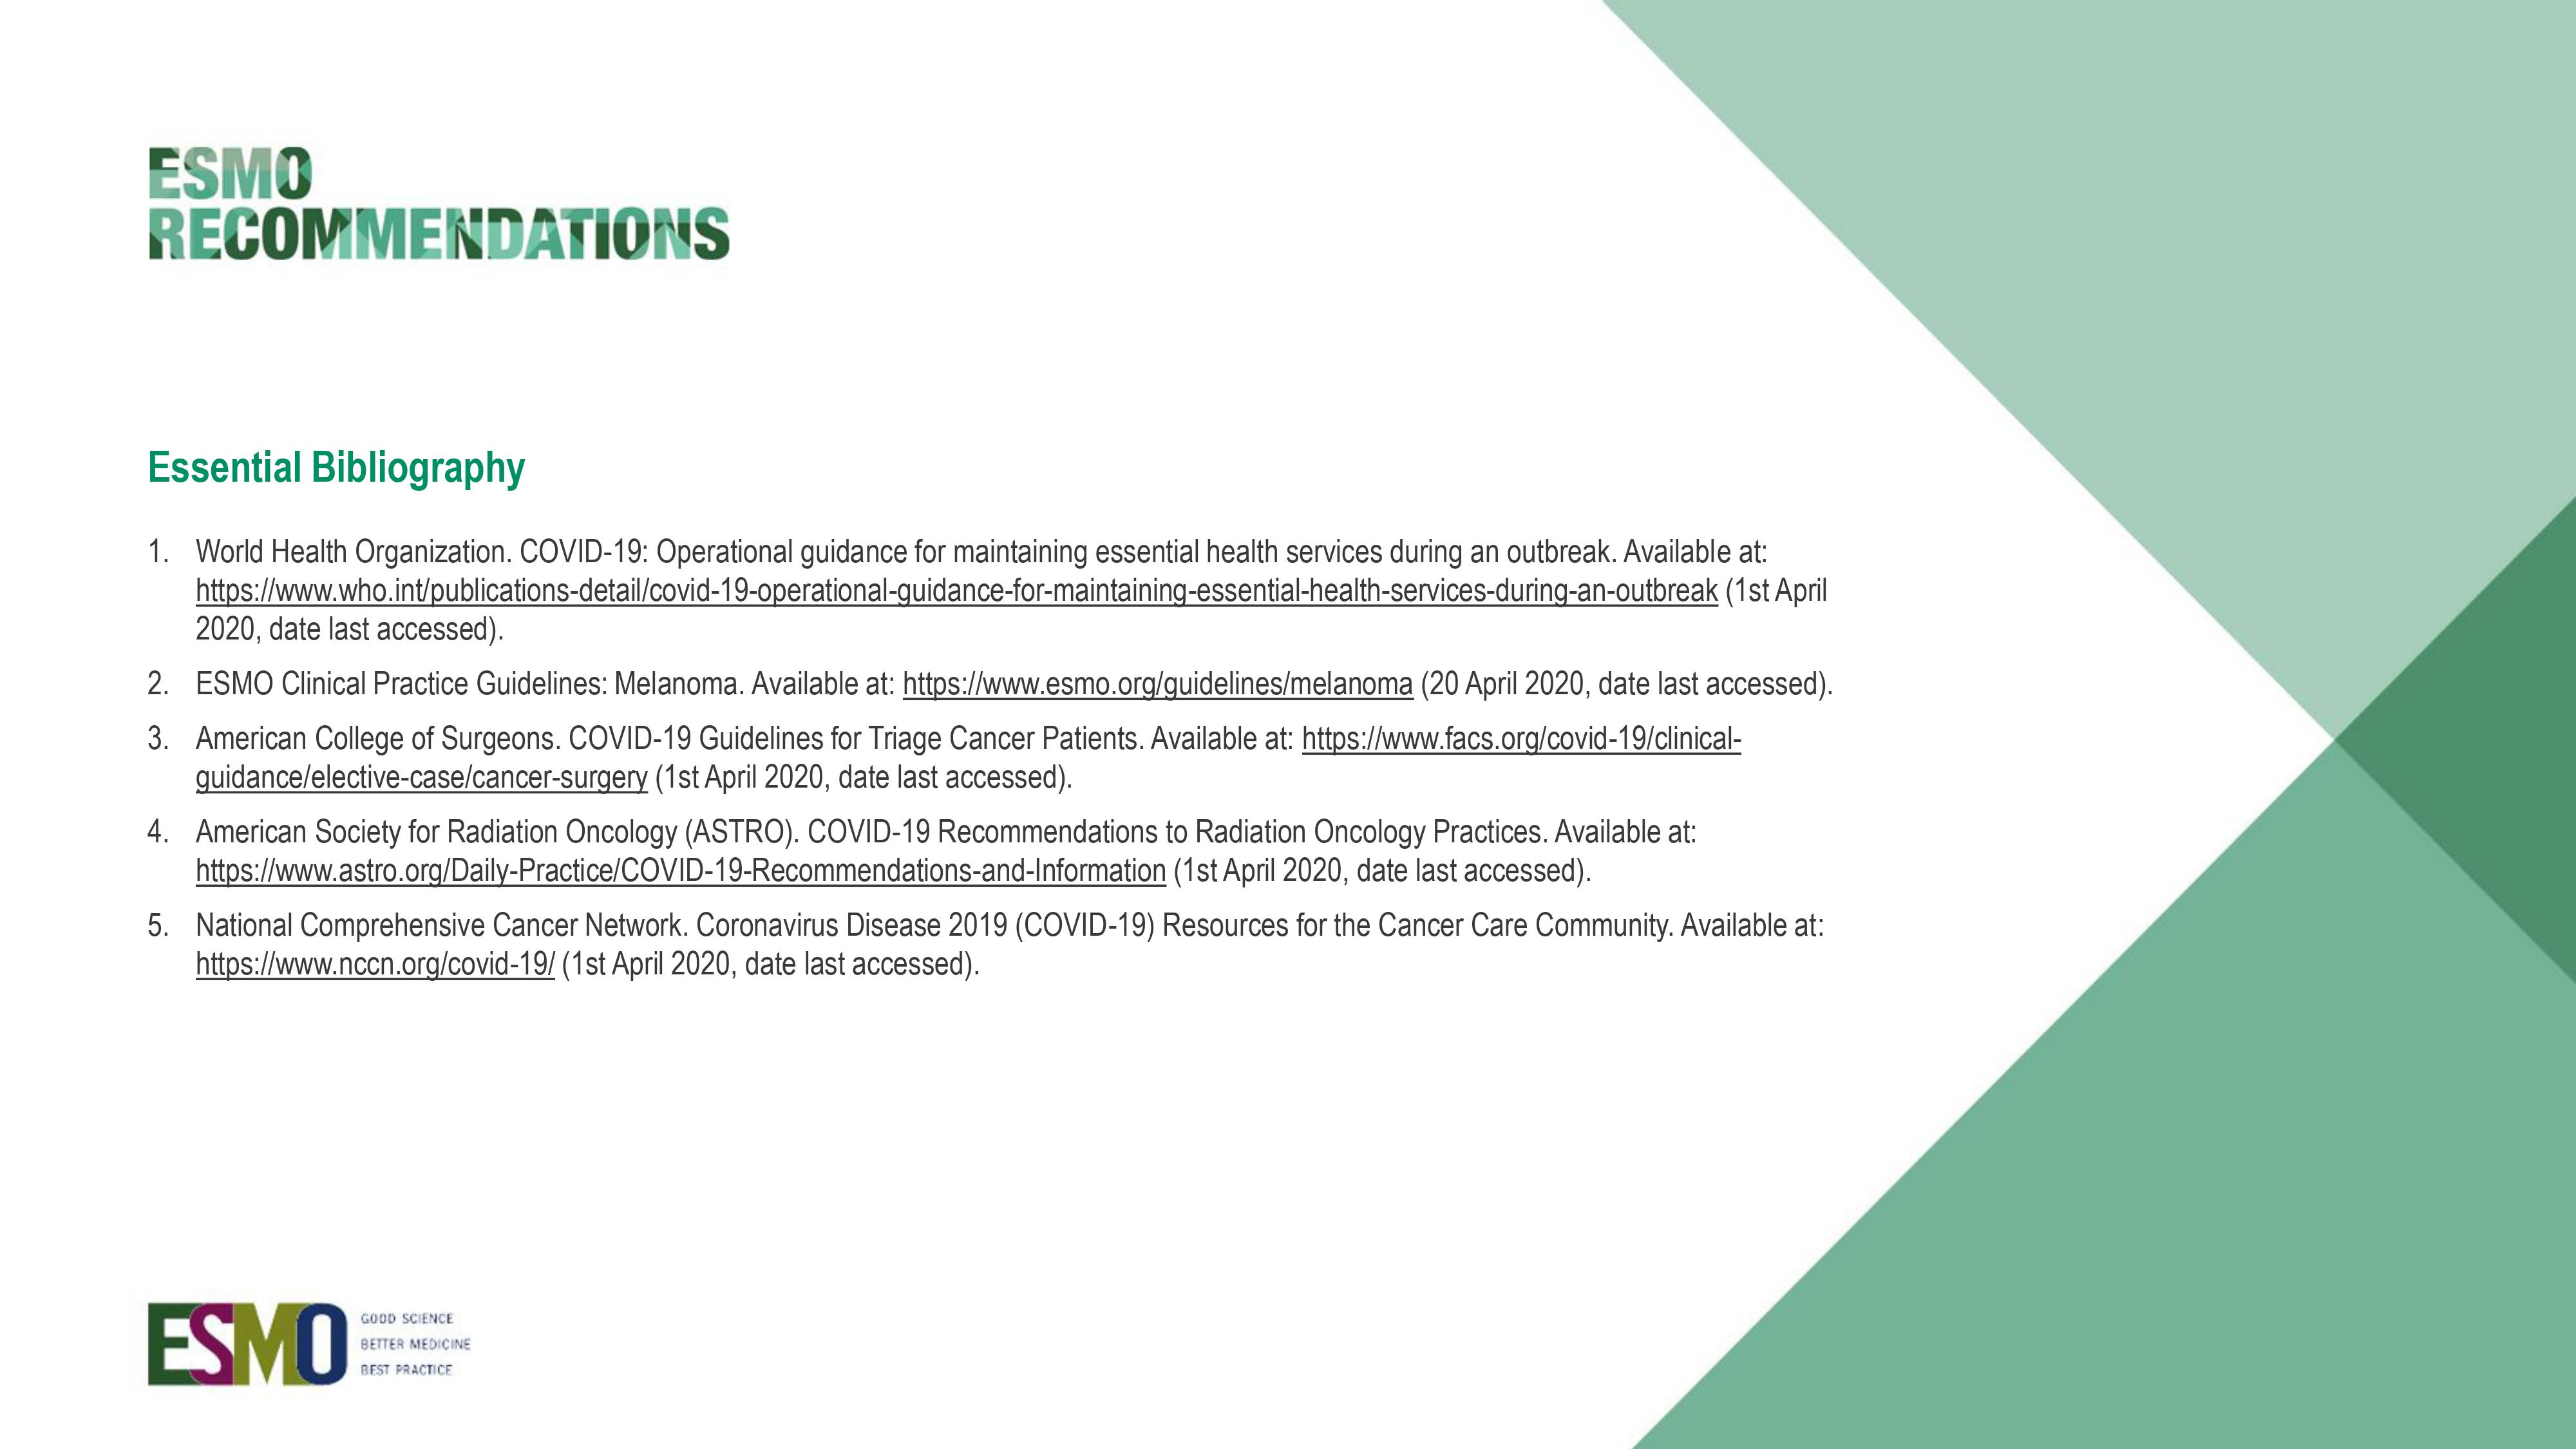 ESMO
RECOMMENDATIONS
Essential Bibliography
1. World Health Organization. COVID-19: Operational guidance for maintaining essential health services during an outbreak. Available at:
https://www.who.int/publications-detail/covid-19-operational-guidance-for-maintaining-essential-health-services-during-an-outbreak (1st April
2020, date last accessed).
2. ESMO Clinical Practice Guidelines: Melanoma. Available at: https://www.esmo.org/guidelines/melanoma (20 April 2020, date last accessed).
3. American College of Surgeons. COVID-19 Guidelines for Triage Cancer Patients. Available at: https://www.facs.org/covid-19/clinical-
guidance/elective-case/cancer-surgery (1st April 2020, date last accessed).
4. American Society for Radiation Oncology (ASTRO). COVID-19 Recommendations to Radiation Oncology Practices. Available at:
https://www.astro.org/Daily-Practice/COVID-19-Recommendations-and-Information (1st April 2020, date last accessed).
5. National Comprehensive Cancer Network. Coronavirus Disease 2019 (COVID-19) Resources for the Cancer Care Community. Available at:
https://www.nccn.org/covid-19/ (1st April 2020, date last accessed).
ESMO
GOOD SCIENCE
BETTER MEDICINE
BEST PRACTICE